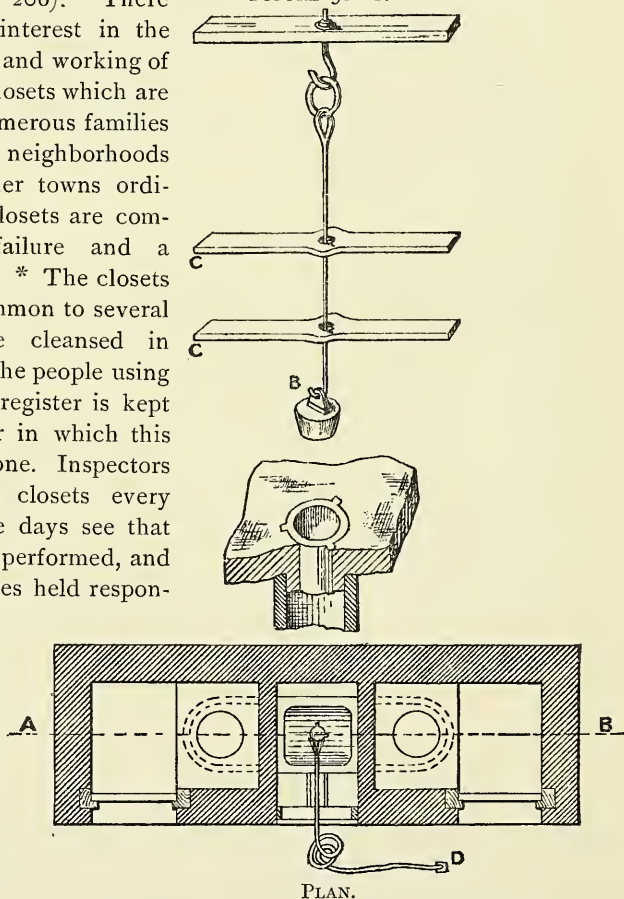 There
interest in the
and working of
losets which are
merous families
neighborhoods
er towns ordi-
losets are com-
failure and a
* The closets
mmon to several
e cleansed in
he people using
register is kept
r in which this
one. Inspectors
closets every
e days see that
performed, and
es held respon-
C
C
B
A
B
D
PLAN.